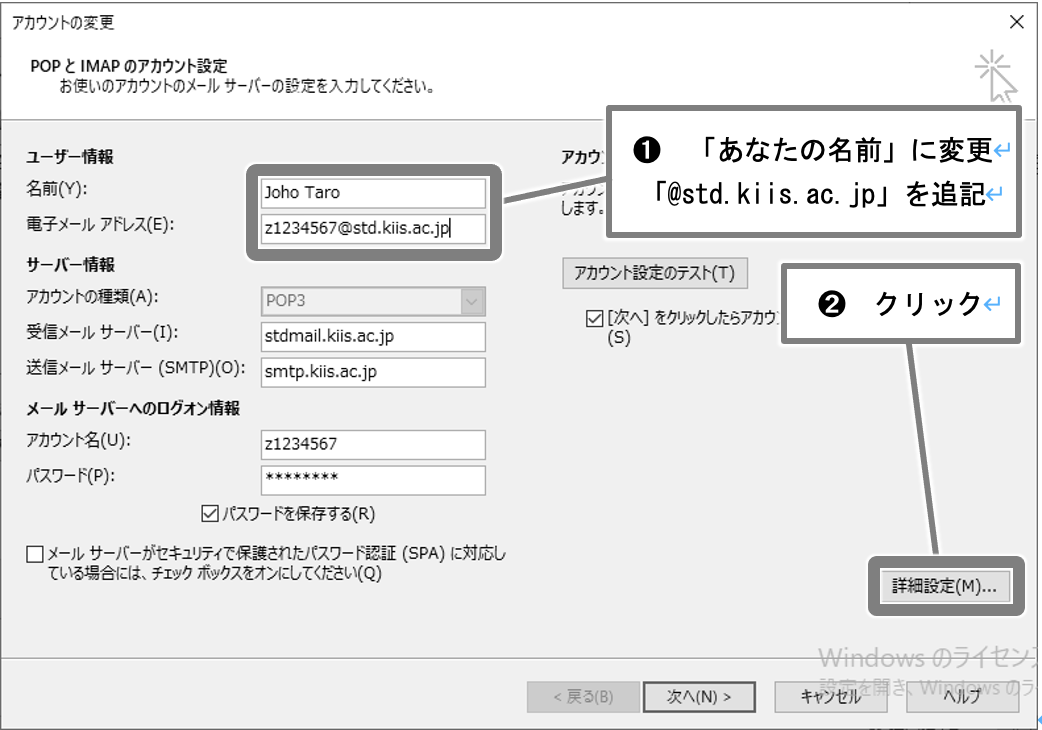 アカウントの変更
POP と IMAP のアカウント設定
お使いのアカウントのメール サーバーの設定を入力してください。
ユーザー情報
名前(Y):
Joho Taro
電子メール アドレス(E):
z1234567@std.kiis.ac.jp
サーバー情報
アカウントの種類(A):
POP3
受信メール サーバー(I):
stdmail.kiis.ac.jp
送信メール サーバー (SMTP)(O):
smtp.kiis.ac.jp
メール サーバーへのログオン情報
アカウント名(U):
z1234567
パスワード(P):
********
パスワードを保存する(R)
メール サーバーがセキュリティで保護されたパスワード認証 (SPA) に対応し
ている場合には、チェック ボックスをオンにしてください(Q)
アカウ
します。
❶ 「あなたの名前」に変更↵
「@std.kiis.ac.jp」を追記↵
アカウント設定のテスト(T)
[次へ] をクリックしたらアカウ
(S)
❷ クリック↵
詳細設定(M)...
Windows のライセン
設定を開き、Windows のラ
< 戻る(B)
次へ(N) >
キャンセル
ヘルプ